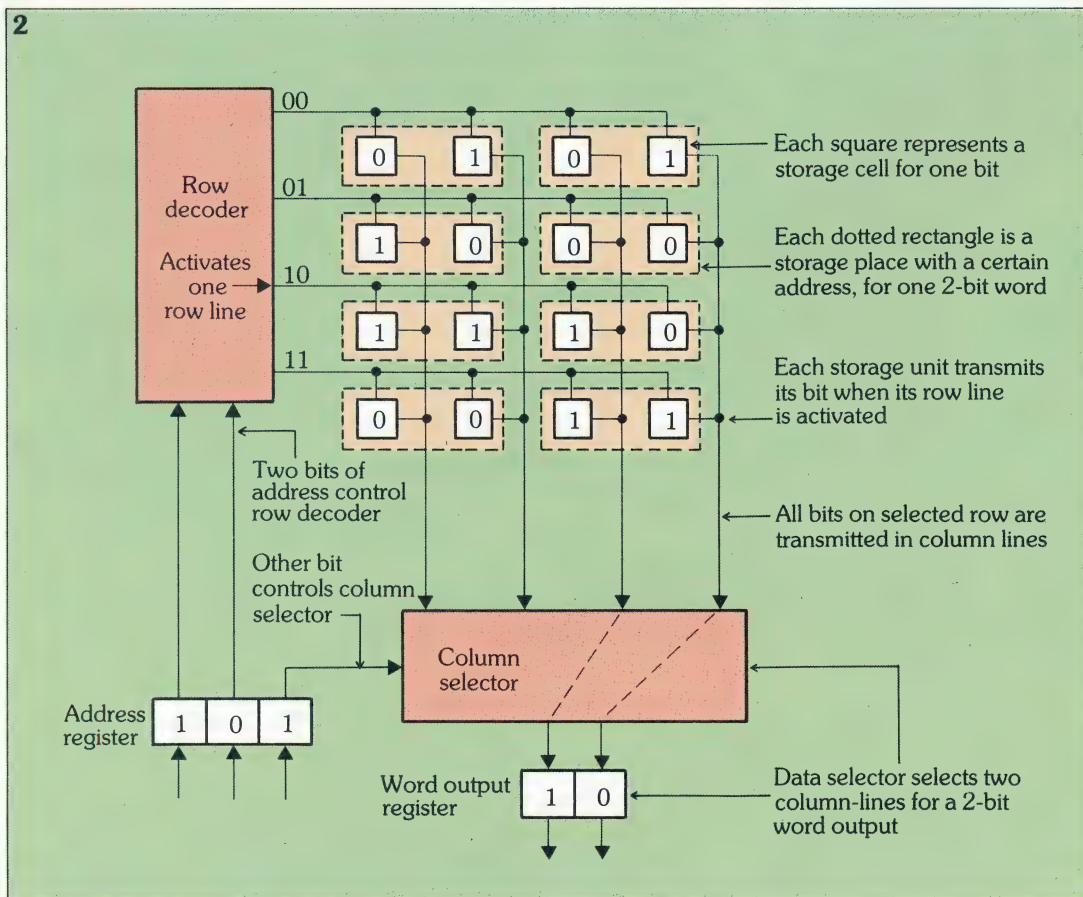 2
Row
decoder
Activates
one
row line
00
01
10
11
0 1 0 1
1 0 0 0
1 1 1 0
0 0 1 1
Each square represents a
storage cell for one bit
Each dotted rectangle is a
storage place with a certain
address, for one 2-bit word
Each storage unit transmits
its bit when its row line
is activated
Two bits of
address control
row decoder
All bits on selected row are
transmitted in column lines
Other bit
controls column
selector
Column
selector
Address
register
1 0 1
Word output
register
1 0
Data selector selects two
column-lines for a 2-bit
word output